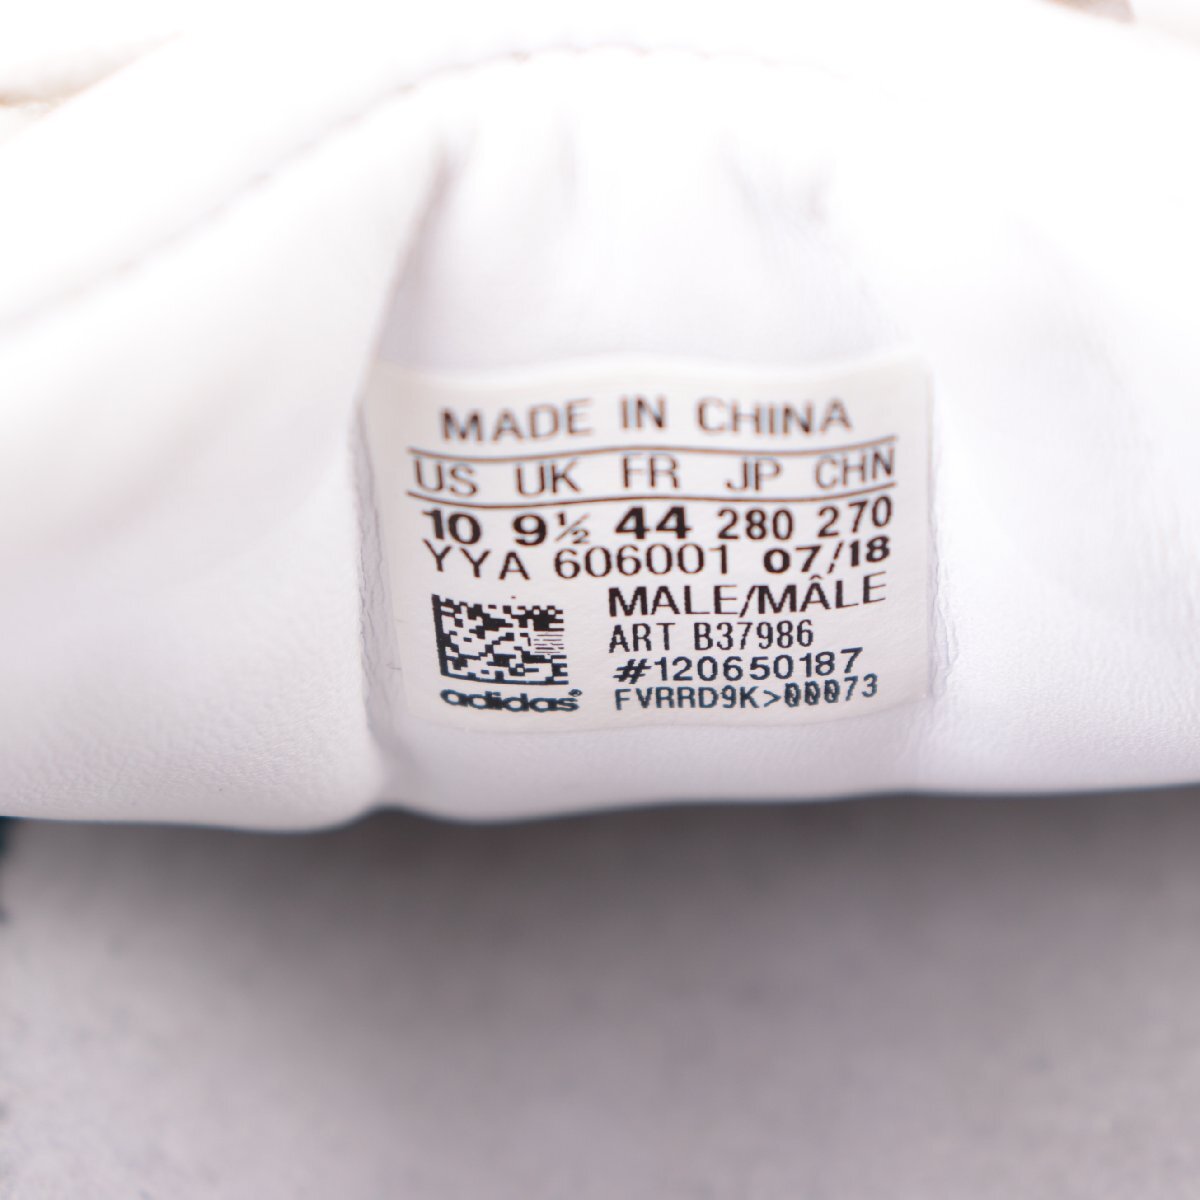 MADE IN CHINA
US UK FR JP CHN
10 9½ 44 280 270
YYA 606001 07/18
MALE/MÂLE
ART B37986
#120650187
adidas® FVRRD9K>00073